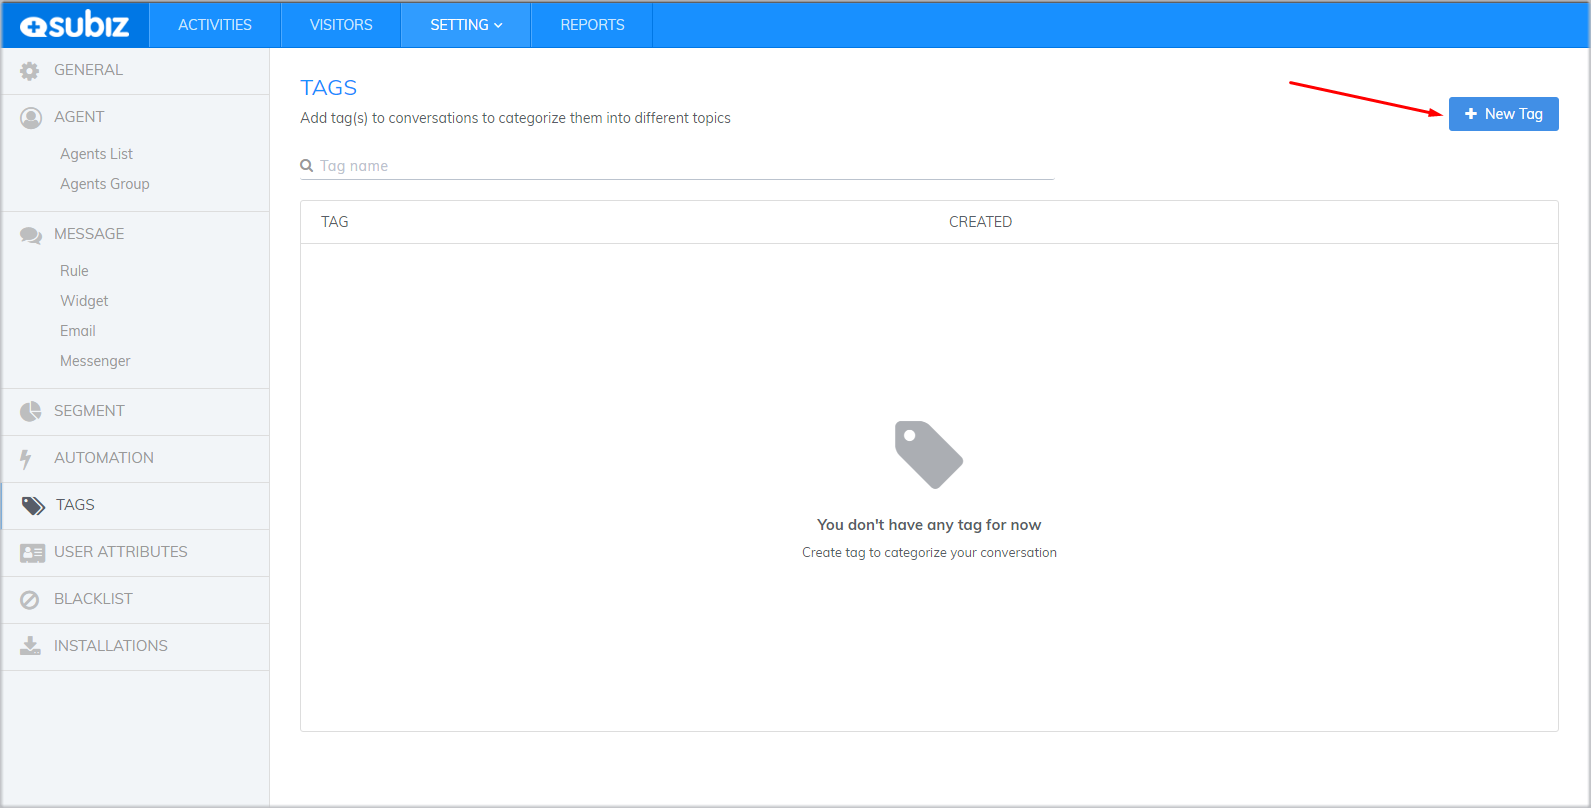 subiz
ACTIVITIES
VISITORS
SETTING
REPORTS
GENERAL
AGENT
Agents List
Agents Group
MESSAGE
Rule
Widget
Email
Messenger
SEGMENT
AUTOMATION
TAGS
USER ATTRIBUTES
BLACKLIST
INSTALLATIONS
TAGS
Add tag(s) to conversations to categorize them into different topics
New Tag
Tag name
TAG
CREATED
You don't have any tag for now
Create tag to categorize your conversation